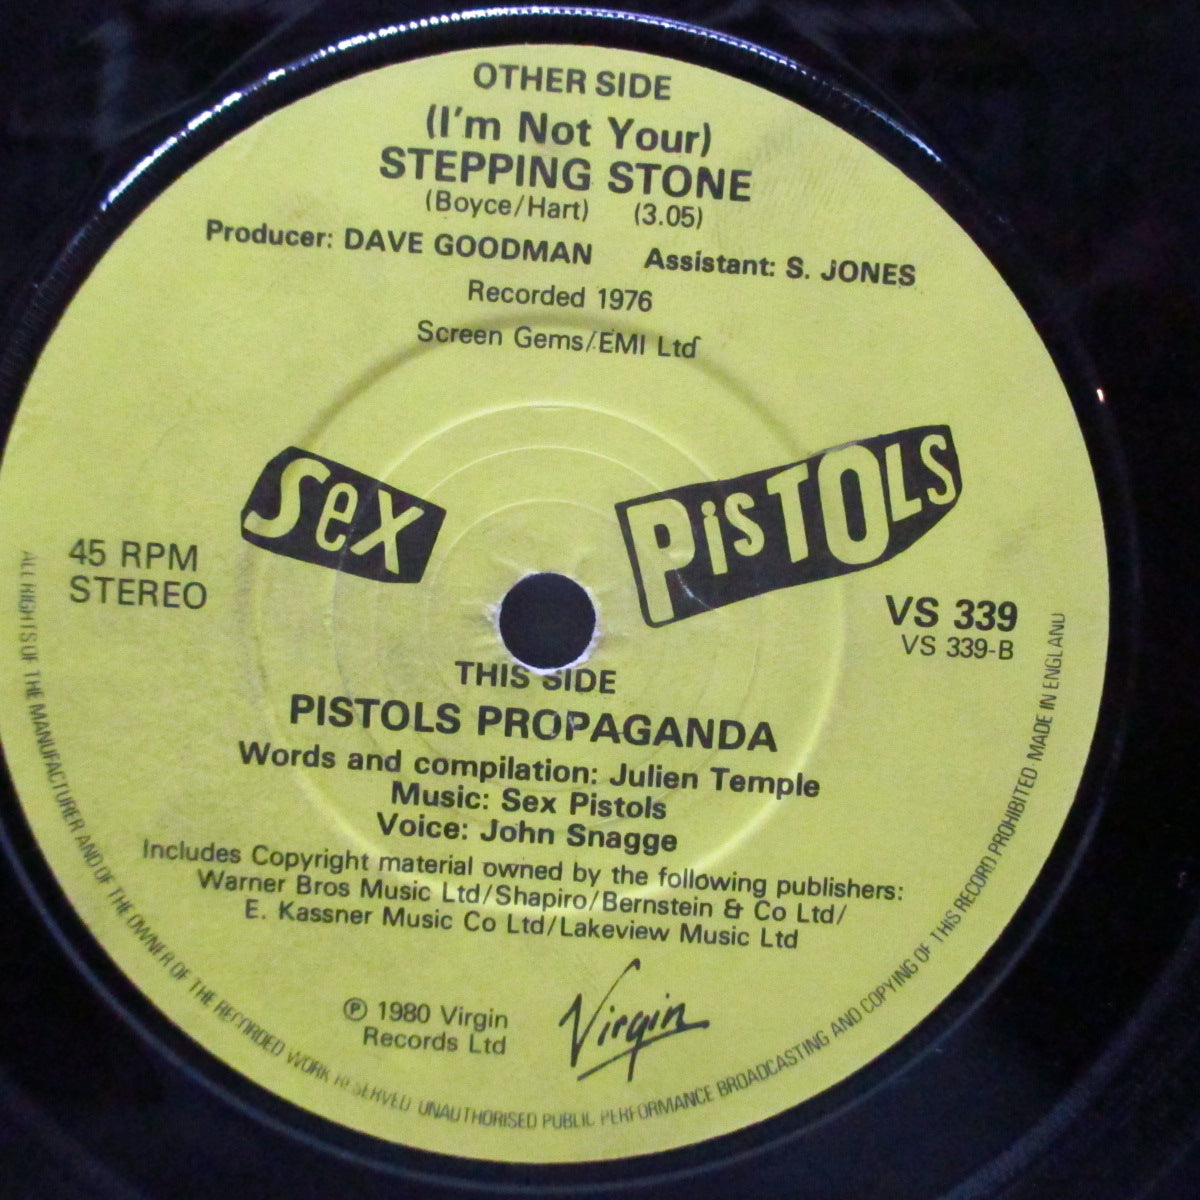 OTHER SIDE
(I'm Not Your)
STEPPING STONE
(Boyce/Hart) (3.05)
Producer: DAVE GOODMAN Assistant: S. JONES
Recorded 1976
Screen Gems/EMI Ltd
Sex PiSTOLS
45 RPM
STEREO
VS 339
VS 339-B
THIS SIDE
PISTOLS PROPAGANDA
Words and compilation: Julien Temple
Music: Sex Pistols
Voice: John Snagge
Includes Copyright material owned by the following publishers:
Warner Bros Music Ltd/Shapiro/Bernstein & Co Ltd/
E. Kassner Music Co Ltd/Lakeview Music Ltd
℗ 1980 Virgin
Records Ltd
Virgin
ALL RIGHTS OF THE MANUFACTURER AND OF THE OWNER OF THE RECORDED WORK RESERVED UNAUTHORISED PUBLIC PERFORMANCE BROADCASTING AND COPYING OF THIS RECORD PROHIBITED MADE IN ENGLAND